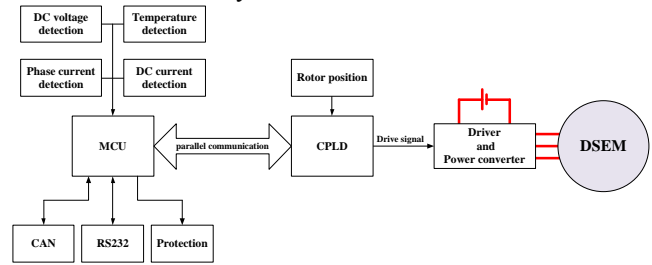 DC voltage
detection
Temperature
detection
Phase current
detection
DC current
detection
Rotor position
MCU
parallel communication
CPLD
Drive signal
Driver
and
Power converter
DSEM
CAN
RS232
Protection